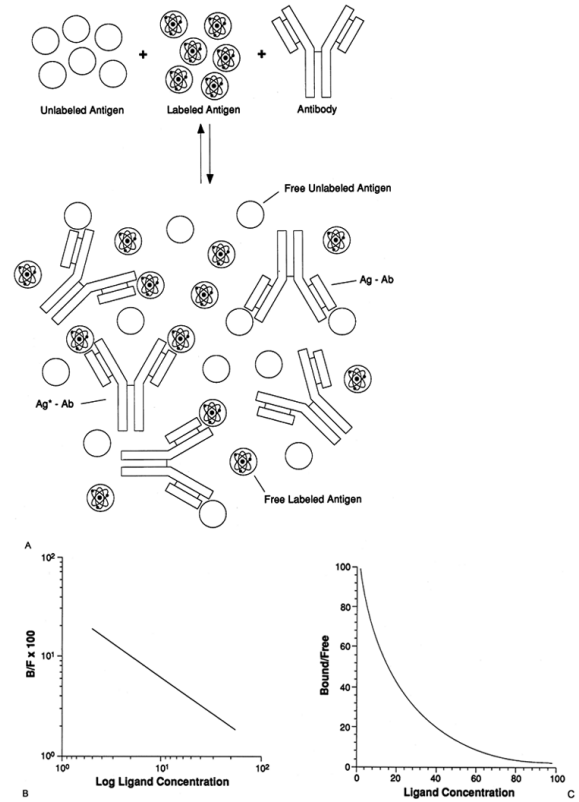 + +
Unlabeled Antigen Labeled Antigen Antibody
Free Unlabeled Antigen
Ag - Ab
Ag* - Ab
Free Labeled Antigen
A
10²
10¹
10⁰
B/F x 100
10⁰ 10¹ 10²
Log Ligand Concentration
B
100
80
60
40
20
0
Bound/Free
0 20 40 60 80 100
Ligand Concentration
C